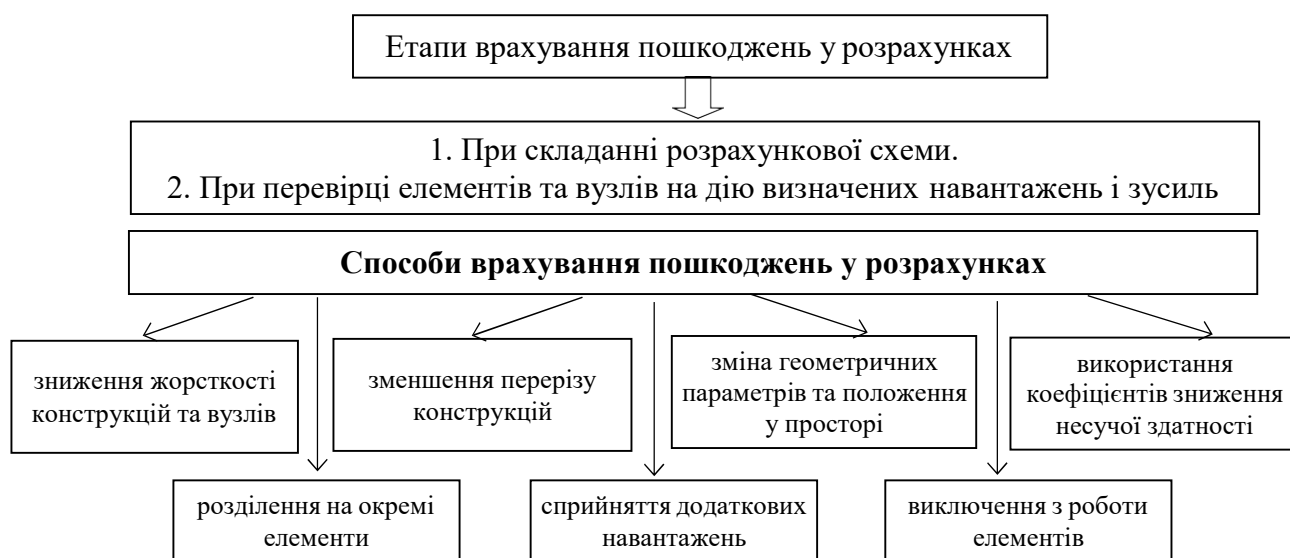 Етапи врахування пошкоджень у розрахунках
1. При складанні розрахункової схеми.
2. При перевірці елементів та вузлів на дію визначених навантажень і зусиль
Способи врахування пошкоджень у розрахунках
зниження жорсткості
конструкцій та вузлів
зменшення перерізу
конструкцій
зміна геометричних
параметрів та положення
у просторі
використання
коефіцієнтів зниження
несучої здатності
розділення на окремі
елементи
сприйняття додаткових
навантажень
виключення з роботи
елементів